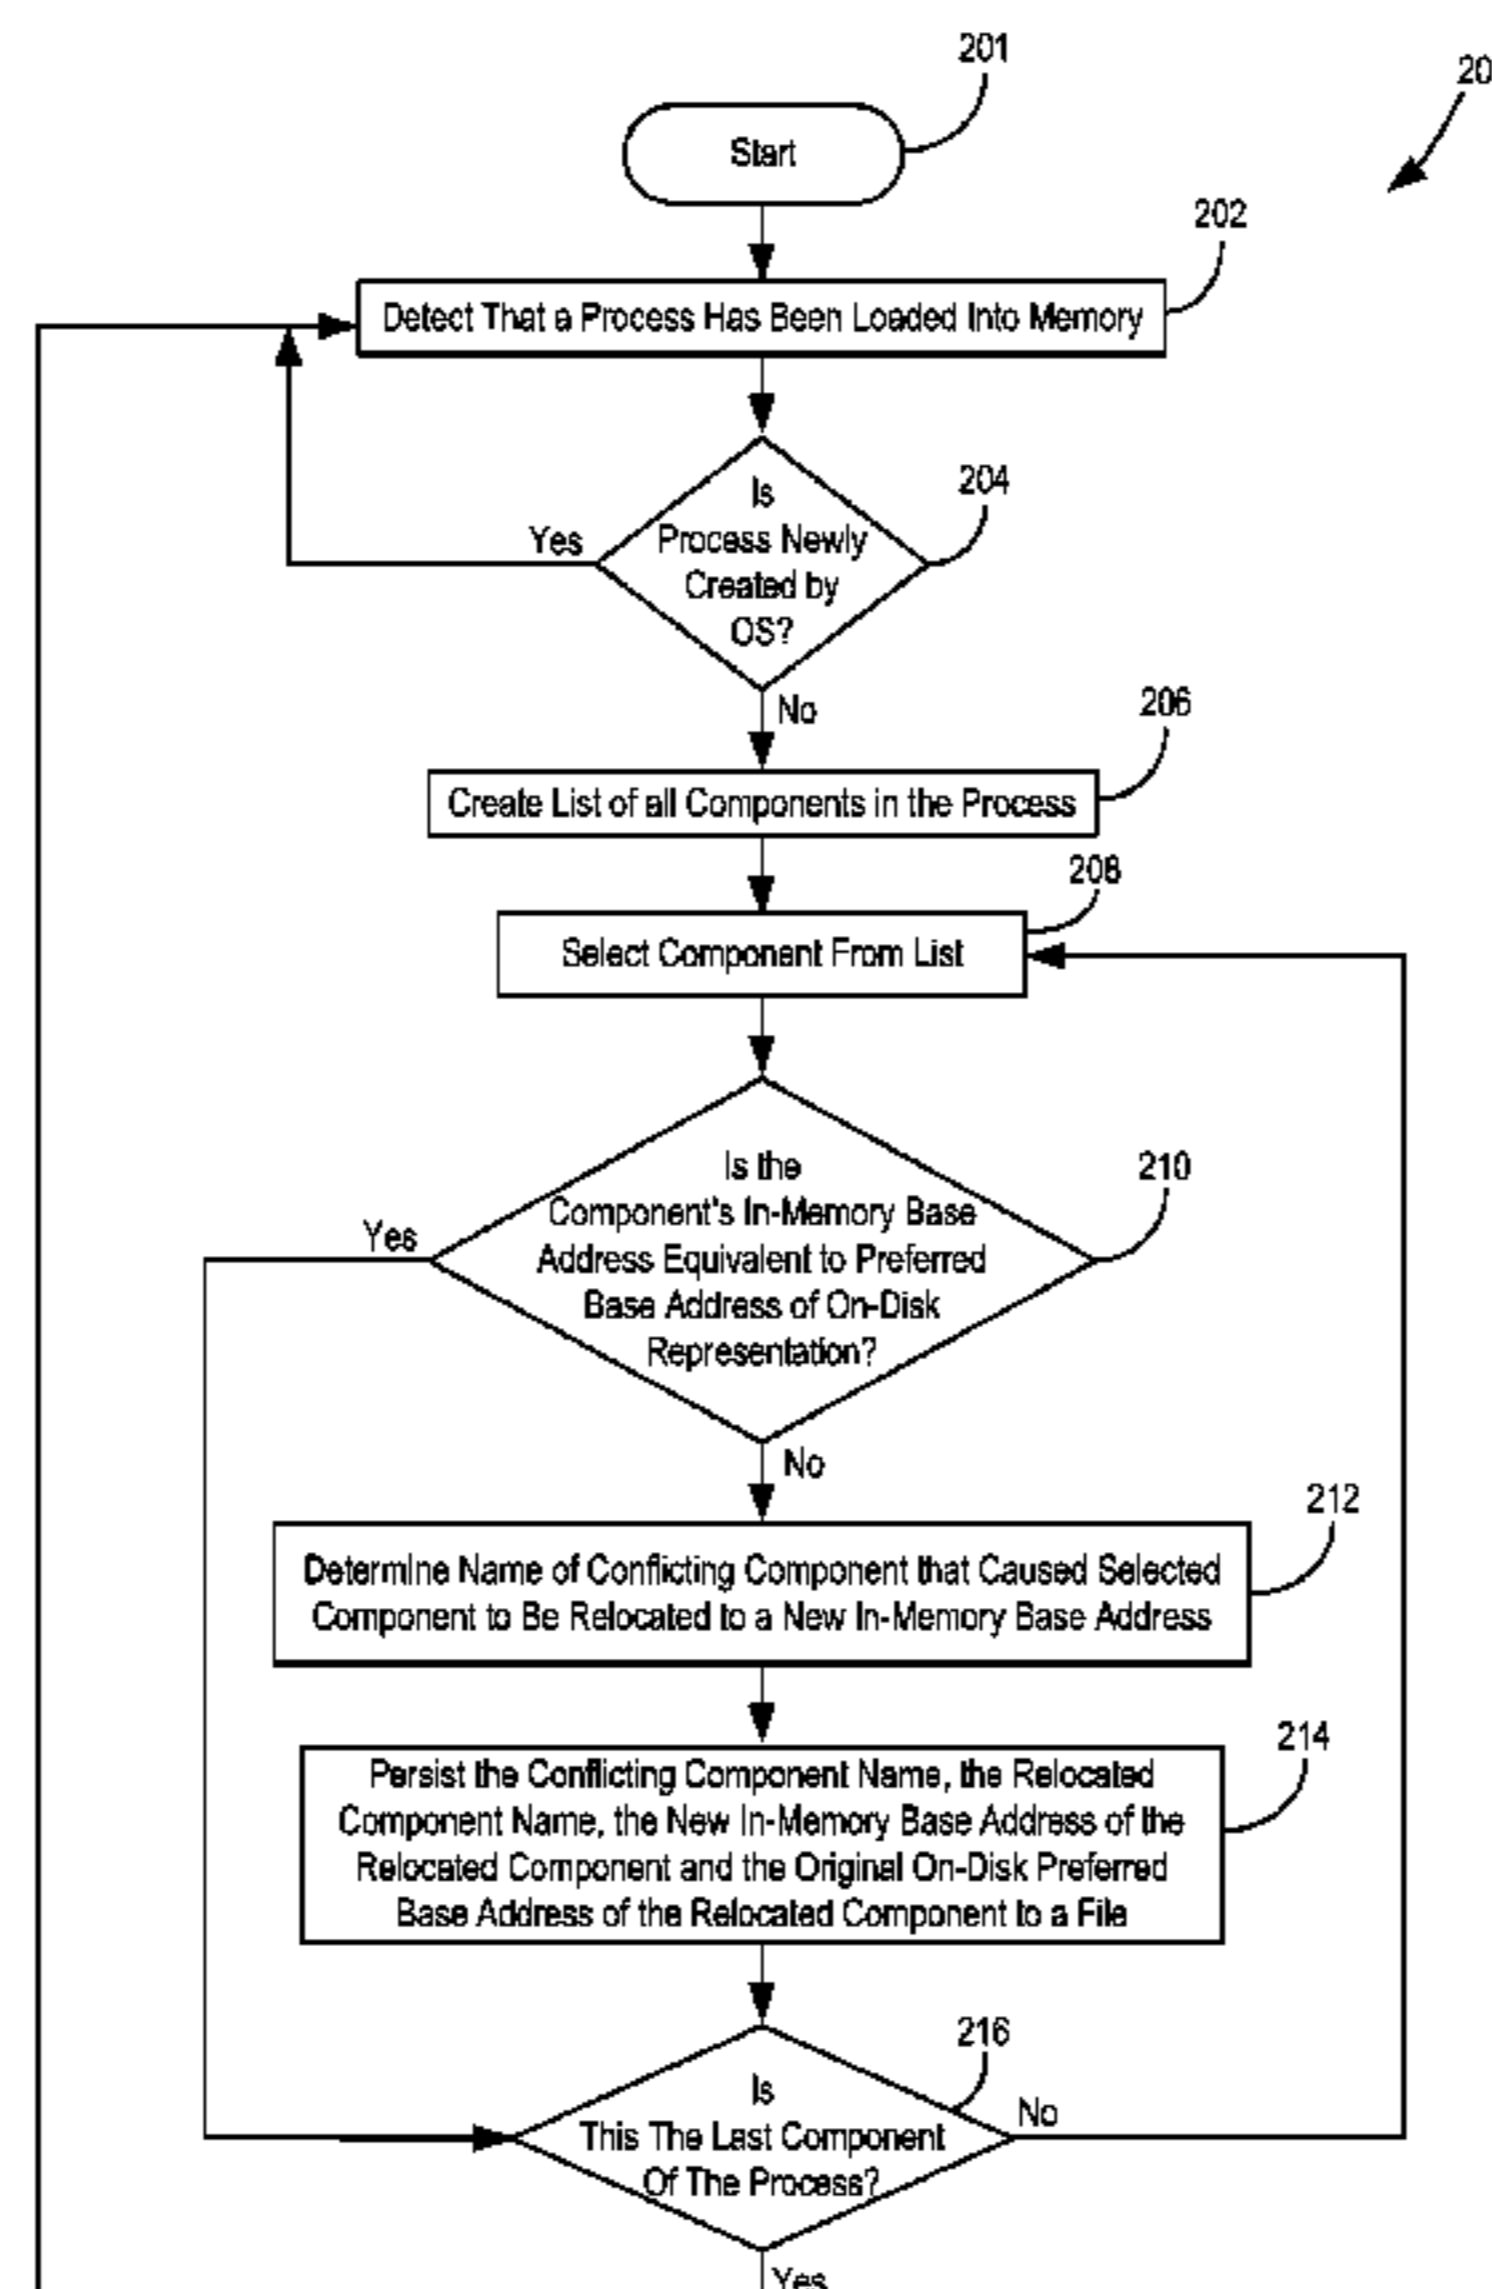 201
20
Start
202
Detect That a Process Has Been Loaded Into Memory
204
Is
Process Newly
Created by
OS?
Yes
No
206
Create List of all Components in the Process
208
Select Component From List
210
Is the
Component's In-Memory Base
Address Equivalent to Preferred
Base Address of On-Disk
Representation?
Yes
No
212
Determine Name of Conflicting Component that Caused Selected
Component to Be Relocated to a New In-Memory Base Address
214
Persist the Conflicting Component Name, the Relocated
Component Name, the New In-Memory Base Address of the
Relocated Component and the Original On-Disk Preferred
Base Address of the Relocated Component to a File
216
Is
This The Last Component
Of The Process?
No
Yes